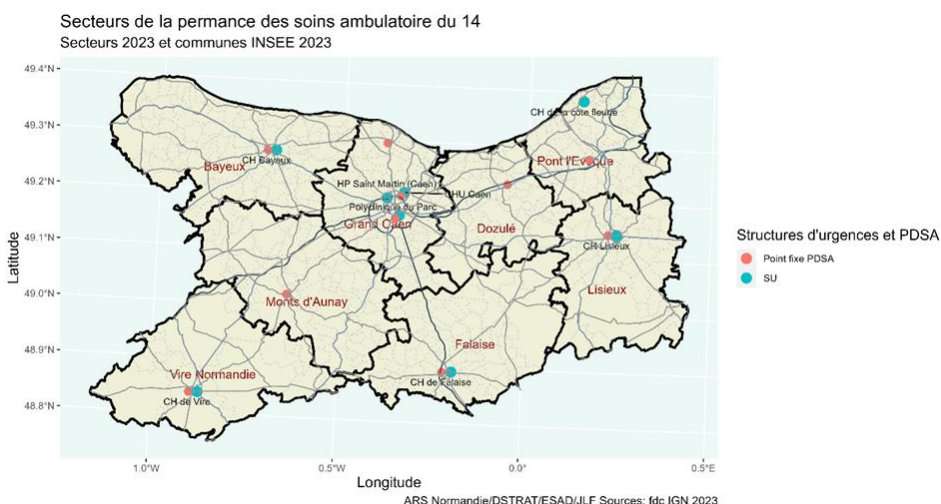 Secteurs de la permance des soins ambulatoire du 14
Secteurs 2023 et communes INSEE 2023
49.4°N
49.3°N
49.2°N
49.1°N
49.0°N
48.9°N
48.8°N
Latitude
CH de la côte fleurie
Pont l'Evêque
CH Bayeux
Bayeux
HP Saint Martin (Caen)
CHU Caen
Polyclinique du Parc
Grand Caen
Dozulé
CH Lisieux
Lisieux
Monts d'Aunay
Falaise
CH de Falaise
Vire Normandie
CH de Vire
1.0°W
0.5°W
0.0°
0.5°E
Longitude
Structures d'urgences et PDSA
Point fixe PDSA
SU
ARS Normandie/DSTRAT/ESAD/JLF Sources: fdc IGN 2023